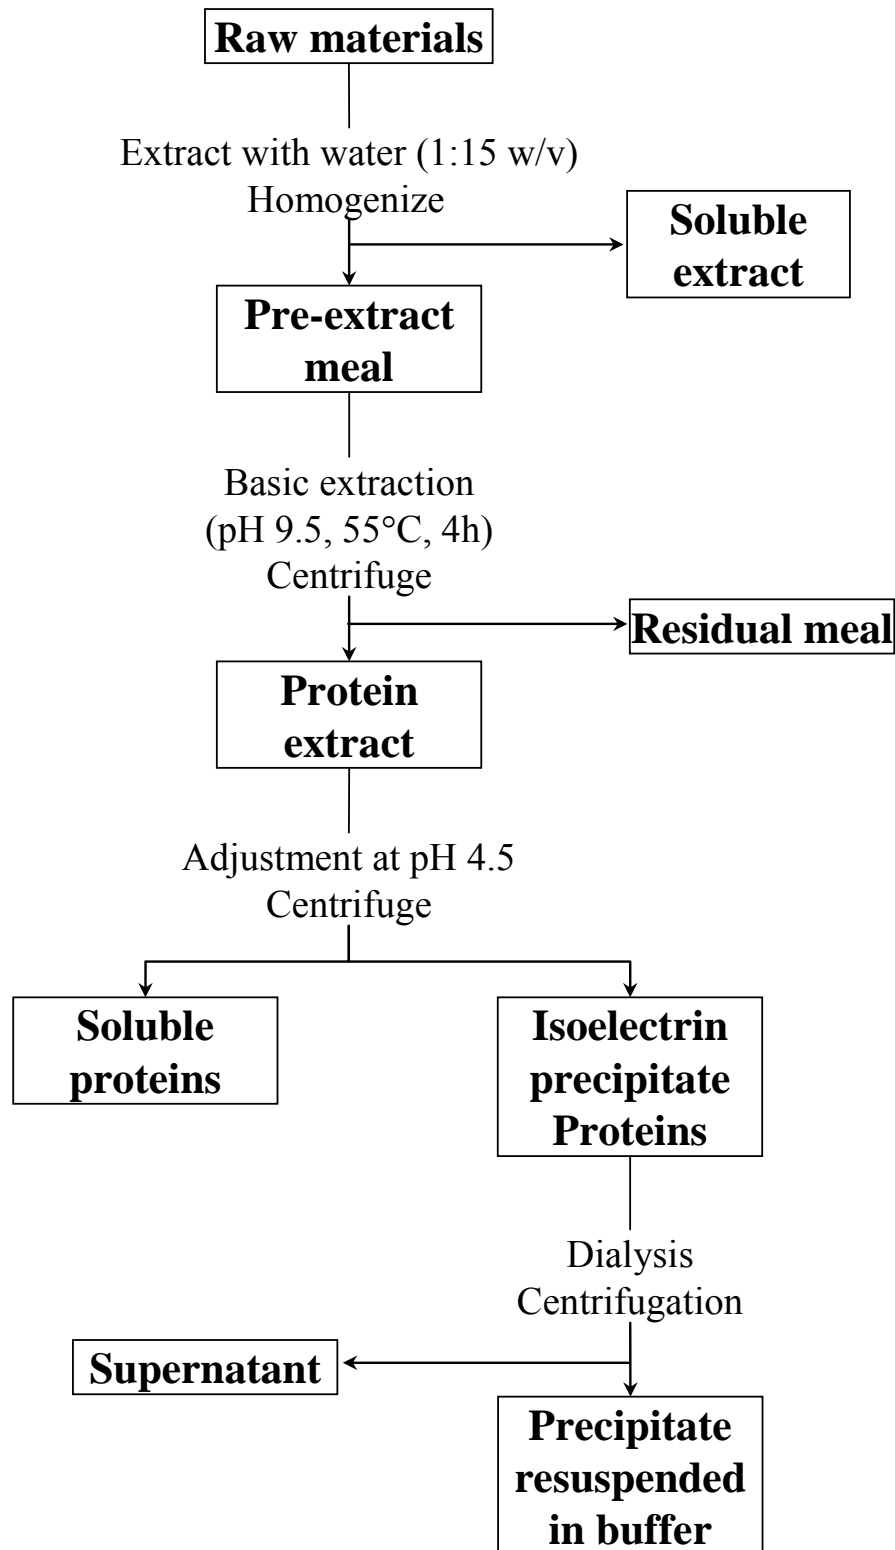 Raw materials
Extract with water (1:15 w/v)
Homogenize
Soluble
extract
Pre-extract
meal
Basic extraction
(pH 9.5, 55°C, 4h)
Centrifuge
Residual meal
Protein
extract
Adjustment at pH 4.5
Centrifuge
Soluble
proteins
Isoelectrin
precipitate
Proteins
Dialysis
Centrifugation
Supernatant
Precipitate
resuspended
in buffer